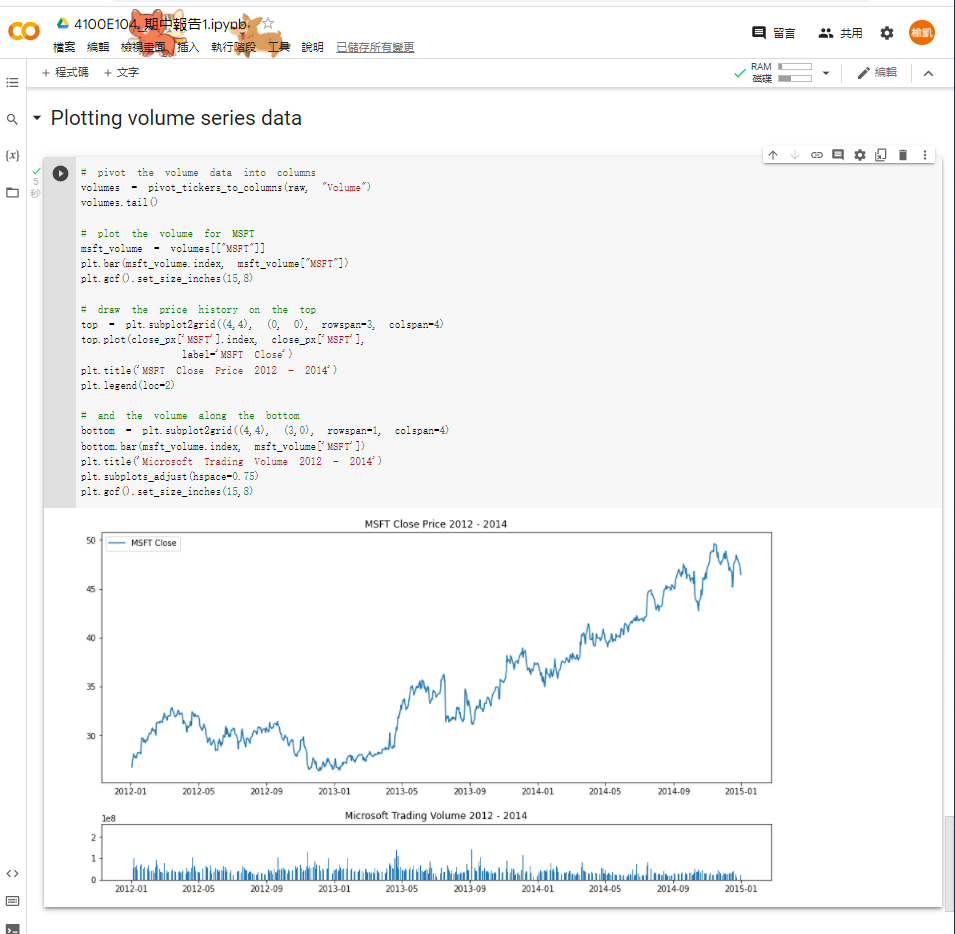 4100E104_期中報告1.ipynb
檔案 編輯 檢視畫面 插入 執行階段 工具 說明 已儲存所有變更
留言 共用 榆凱
+ 程式碼 + 文字
RAM
磁碟
編輯
Plotting volume series data
{x}
5
秒
# pivot the volume data into columns
volumes = pivot_tickers_to_columns(raw, "Volume")
volumes.tail()
# plot the volume for MSFT
msft_volume = volumes[["MSFT"]]
plt.bar(msft_volume.index, msft_volume["MSFT"])
plt.gcf().set_size_inches(15,8)
# draw the price history on the top
top = plt.subplot2grid((4,4), (0, 0), rowspan=3, colspan=4)
top.plot(close_px['MSFT'].index, close_px['MSFT'],
label='MSFT Close')
plt.title('MSFT Close Price 2012 - 2014')
plt.legend(loc=2)
# and the volume along the bottom
bottom = plt.subplot2grid((4,4), (3,0), rowspan=1, colspan=4)
bottom.bar(msft_volume.index, msft_volume['MSFT'])
plt.title('Microsoft Trading Volume 2012 - 2014')
plt.subplots_adjust(hspace=0.75)
plt.gcf().set_size_inches(15,8)
MSFT Close Price 2012 - 2014
MSFT Close
50
45
40
35
30
2012-01 2012-05 2012-09 2013-01 2013-05 2013-09 2014-01 2014-05 2014-09 2015-01
Microsoft Trading Volume 2012 - 2014
1e8
2
1
0
2012-01 2012-05 2012-09 2013-01 2013-05 2013-09 2014-01 2014-05 2014-09 2015-01